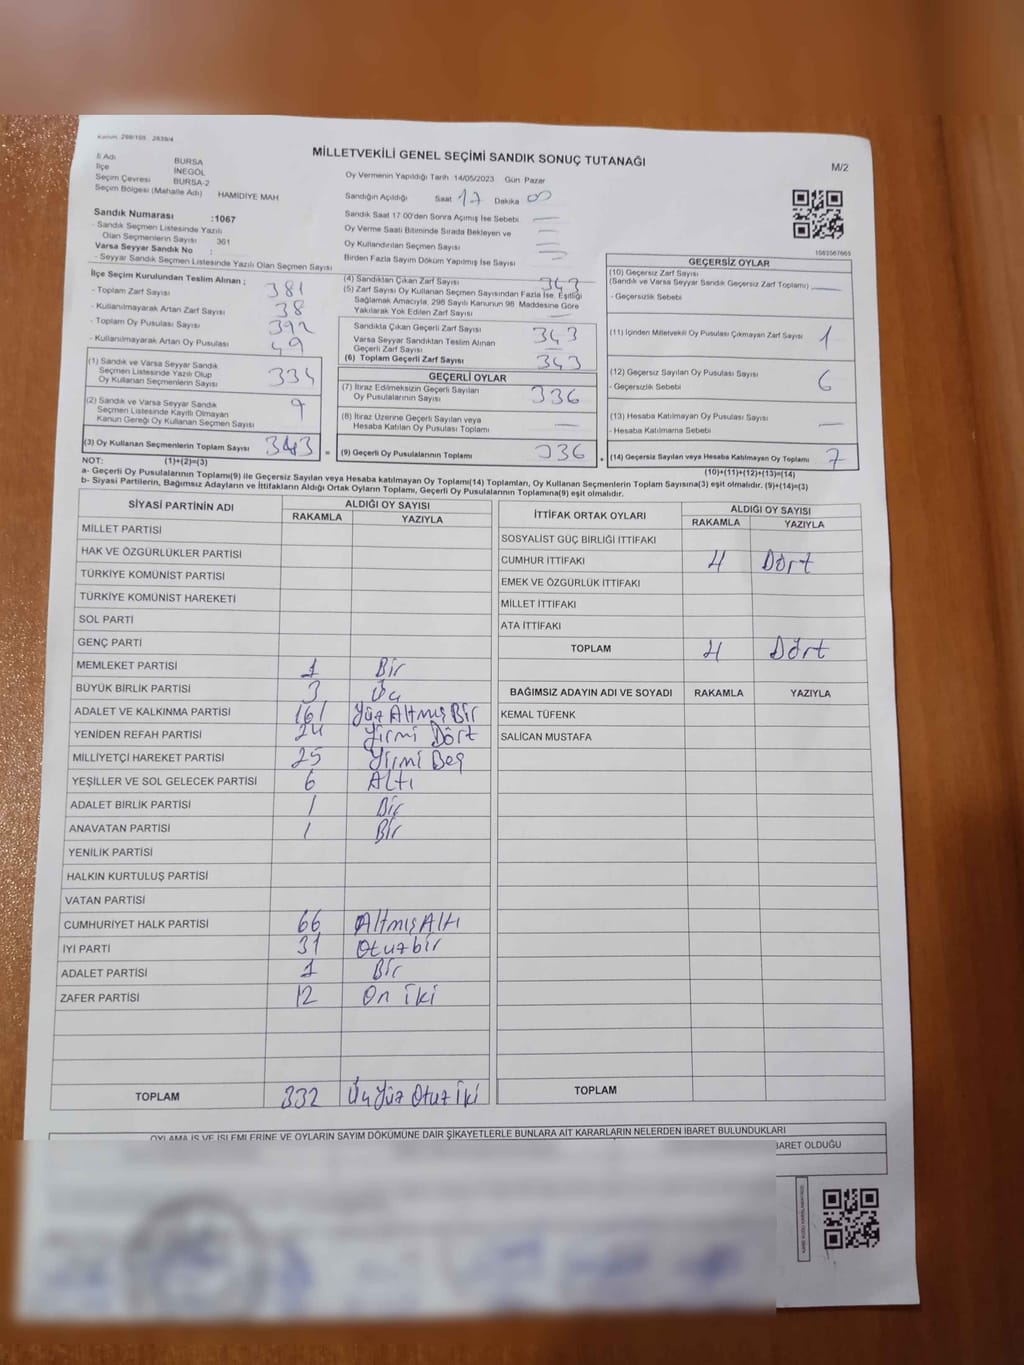 Kanun: 298/105 2839/4
MİLLETVEKİLİ GENEL SEÇİMİ SANDIK SONUÇ TUTANAĞI
M/2
İl Adı BURSA
İlçe İNEGÖL
Seçim Çevresi BURSA-2
Seçim Bölgesi (Mahalle Adı) HAMİDİYE MAH
Sandık Numarası :1067
- Sandık Seçmen Listesinde Yazılı
Olan Seçmenlerin Sayısı 361
Varsa Seyyar Sandık No :
- Seyyar Sandık Seçmen Listesinde Yazılı Olan Seçmen Sayısı
Oy Vermenin Yapıldığı Tarih 14/05/2023 Gün Pazar
Sandığın Açıldığı Saat 17 Dakika 00
Sandık Saat 17 00'den Sonra Açımış İse Sebebi
Oy Verme Saati Bitiminde Sırada Bekleyen ve
Oy Kullandırılan Seçmen Sayısı
Birden Fazla Sayım Döküm Yapılmış İse Sayısı
İlçe Seçim Kurulundan Teslim Alınan ;
- Toplam Zarf Sayısı 381
- Kullanılmayarak Artan Zarf Sayısı 38
- Toplam Oy Pusulası Sayısı 392
- Kullanılmayarak Artan Oy Pusulası 49
(1) Sandık ve Varsa Seyyar Sandık
Seçmen Listesinde Yazılı Olup
Oy Kullanan Seçmenlerin Sayısı 334
(2) Sandık ve Varsa Seyyar Sandık
Seçmen Listesinde Kayıtlı Olmayan
Kanun Gereği Oy Kullanan Seçmen Sayısı 9
(3) Oy Kullanan Seçmenlerin Toplam Sayısı 343 =
(4) Sandıktan Çıkan Zarf Sayısı 343
(5) Zarf Sayısı Oy Kullanan Seçmen Sayısından Fazla İse, Eşitliği
Sağlamak Amacıyla, 298 Sayılı Kanunun 98 Maddesine Göre
Yakılarak Yok Edilen Zarf Sayısı
Sandıkta Çıkan Geçerli Zarf Sayısı 343
Varsa Seyyar Sandıktan Teslim Alınan
Geçerli Zarf Sayısı
(6) Toplam Geçerli Zarf Sayısı 343
GEÇERLİ OYLAR
(7) İtiraz Edilmeksizin Geçerli Sayılan
Oy Pusulalarının Sayısı 336
(8) İtiraz Üzerine Geçerli Sayılan veya
Hesaba Katılan Oy Pusulası Toplamı
(9) Geçerli Oy Pusulalarının Toplamı 336 +
1583567665
GEÇERSİZ OYLAR
(10) Geçersiz Zarf Sayısı
(Sandık ve Varsa Seyyar Sandık Geçersiz Zarf Toplamı)
- Geçersizlik Sebebi
(11) İçinden Milletvekili Oy Pusulası Çıkmayan Zarf Sayısı 1
(12) Geçersiz Sayılan Oy Pusulası Sayısı 6
- Geçersizlik Sebebi
(13) Hesaba Katılmayan Oy Pusulası Sayısı
- Hesaba Katılmama Sebebi
(14) Geçersiz Sayılan veya Hesaba Katılmayan Oy Toplamı 7
NOT: (1)+(2)=(3)
(10)+(11)+(12)+(13)=(14)
a- Geçerli Oy Pusulalarının Toplamı(9) ile Geçersiz Sayılan veya Hesaba katılmayan Oy Toplamı(14) Toplamları, Oy Kullanan Seçmenlerin Toplam Sayısına(3) eşit olmalıdır. (9)+(14)=(3)
b- Siyasi Partilerin, Bağımsız Adayların ve İttifakların Aldığı Oyların Toplamı, Geçerli Oy Pusulalarının Toplamına(9) eşit olmalıdır.
SİYASİ PARTİNİN ADI ALDIĞI OY SAYISI
RAKAMLA YAZIYLA
MİLLET PARTİSİ
HAK VE ÖZGÜRLÜKLER PARTİSİ
TÜRKİYE KOMÜNİST PARTİSİ
TÜRKİYE KOMÜNİST HAREKETİ
SOL PARTİ
GENÇ PARTİ
MEMLEKET PARTİSİ 1 Bir
BÜYÜK BİRLİK PARTİSİ 3 Üç
ADALET VE KALKINMA PARTİSİ 161 Yüz Altmış Bir
YENİDEN REFAH PARTİSİ 24 Yirmi Dört
MİLLİYETÇİ HAREKET PARTİSİ 25 Yirmi Beş
YEŞİLLER VE SOL GELECEK PARTİSİ 6 Altı
ADALET BİRLİK PARTİSİ 1 Bir
ANAVATAN PARTİSİ 1 Bir
YENİLİK PARTİSİ
HALKIN KURTULUŞ PARTİSİ
VATAN PARTİSİ
CUMHURİYET HALK PARTİSİ 66 Altmış Altı
İYİ PARTİ 31 Otuzbir
ADALET PARTİSİ 1 Bir
ZAFER PARTİSİ 12 On iki
TOPLAM 332 Üç Yüz Otuz İki
İTTİFAK ORTAK OYLARI ALDIĞI OY SAYISI
RAKAMLA YAZIYLA
SOSYALİST GÜÇ BİRLİĞİ İTTİFAKI
CUMHUR İTTİFAKI 4 Dört
EMEK VE ÖZGÜRLÜK İTTİFAKI
MİLLET İTTİFAKI
ATA İTTİFAKI
TOPLAM 4 Dört
BAĞIMSIZ ADAYIN ADI VE SOYADI RAKAMLA YAZIYLA
KEMAL TÜFENK
SALİCAN MUSTAFA
TOPLAM
OYLAMA İŞ VE İŞLEMLERİNE VE OYLARIN SAYIM DÖKÜMÜNE DAİR ŞİKAYETLERLE BUNLARA AİT KARARLARIN NELERDEN İBARET BULUNDUKLARI
BARET OLDUĞU